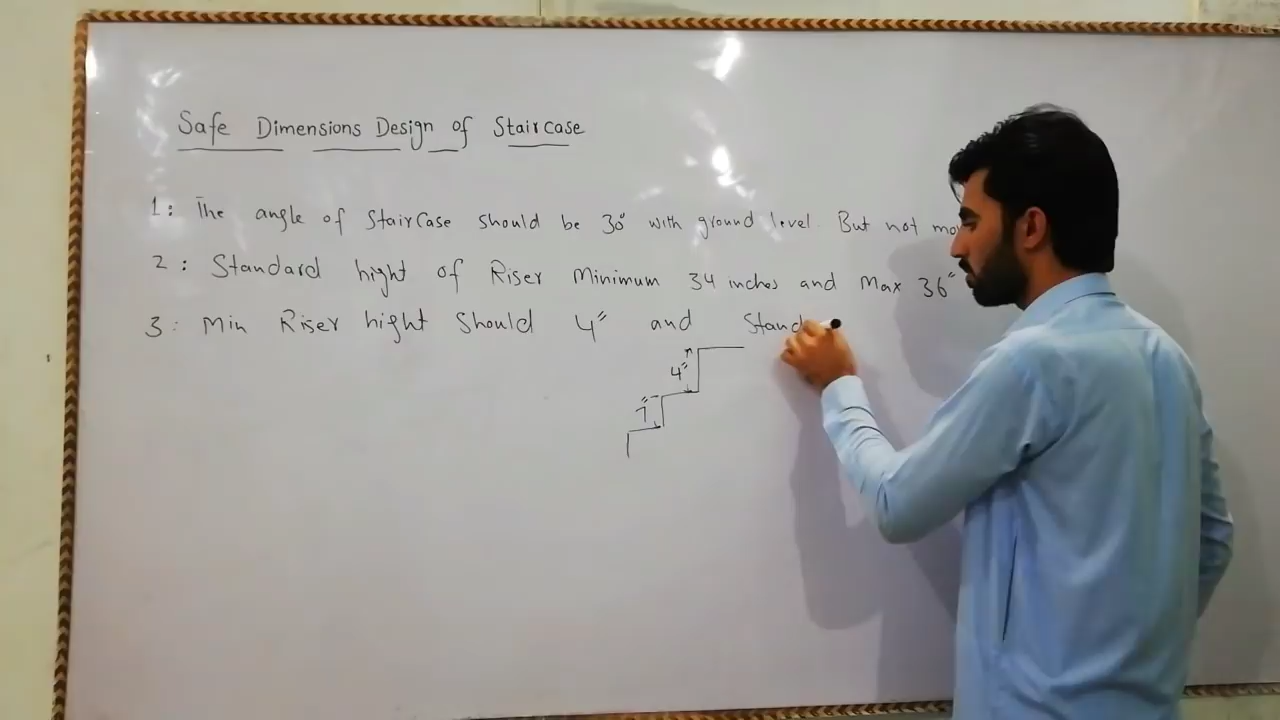 Safe Dimensions Design of Staircase
1: The angle of StairCase should be 30° with ground level. But not mo
2: Standard hight of Riser Minimum 34 inches and Max 36"
3: Min Riser hight Should 4" and Stand
4"
7"